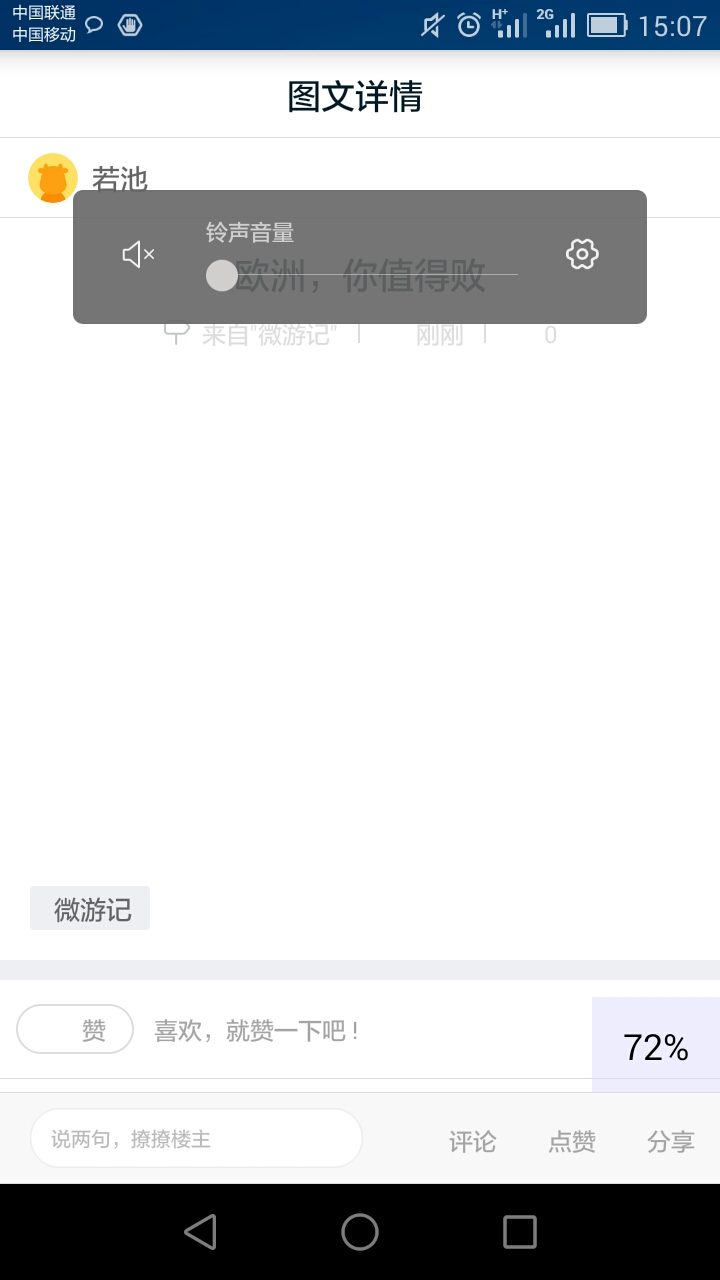 中国联通
中国移动
H+
2G
15:07
图文详情
若池
铃声音量
欧洲，你值得败
来自"微游记"
刚刚
0
微游记
赞
喜欢，就赞一下吧！
72%
说两句，撩撩楼主
评论
点赞
分享